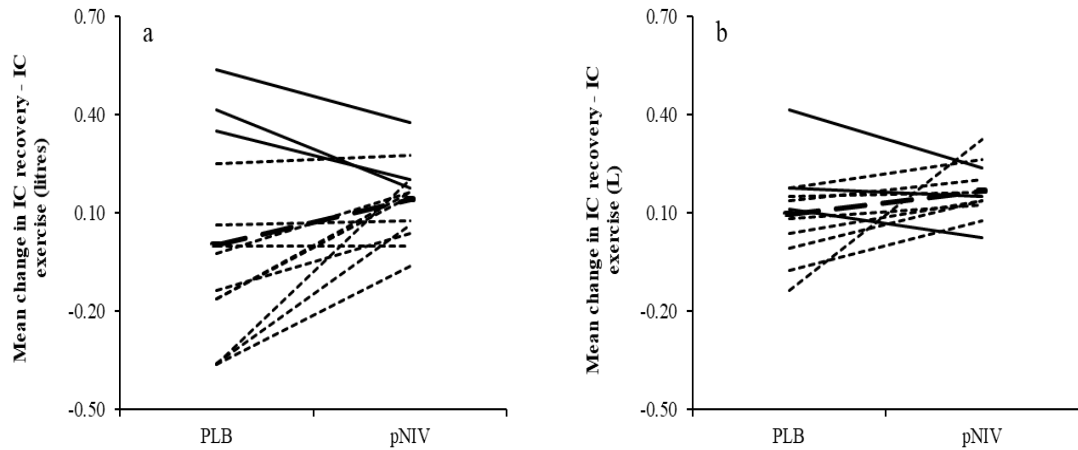 a
0.70
0.40
0.10
-0.20
-0.50
Mean change in IC recovery - IC
exercise (litres)
PLB
pNIV
b
0.70
0.40
0.10
-0.20
-0.50
Mean change in IC recovery - IC
exercise (L)
PLB
pNIV